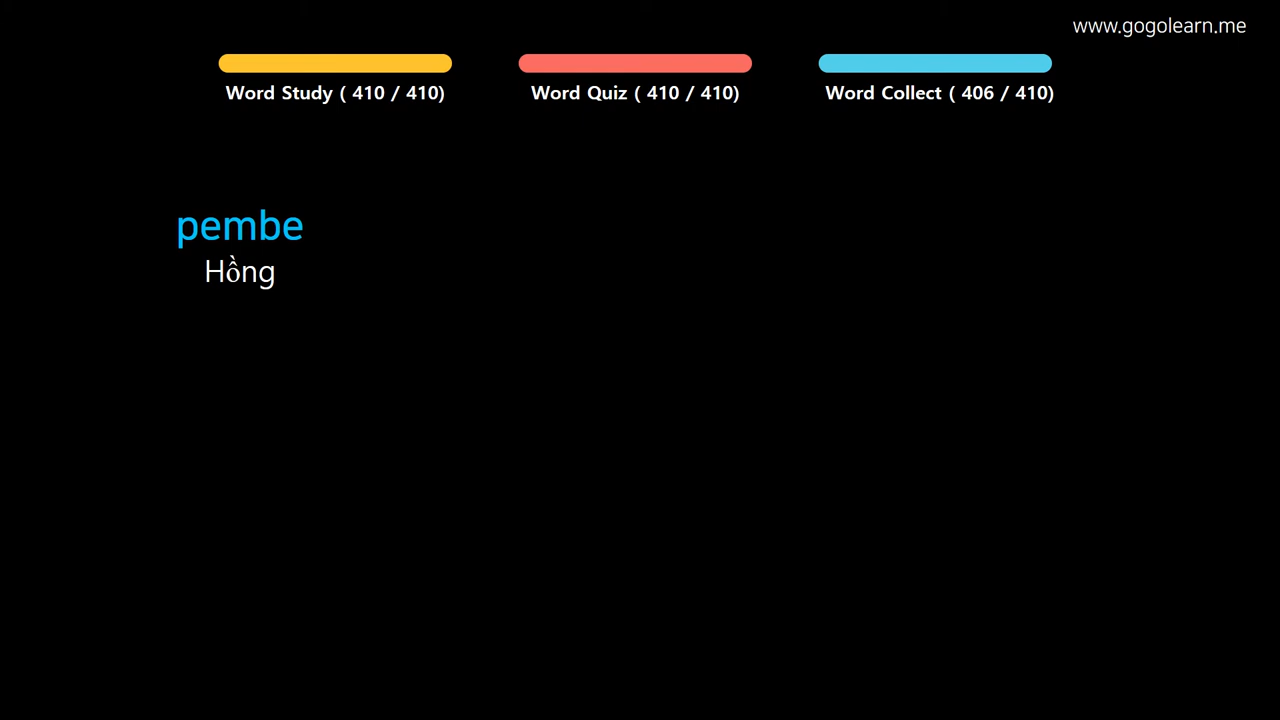 www.gogolearn.me
Word Study ( 410 / 410)
Word Quiz ( 410 / 410)
Word Collect ( 406 / 410)
pembe
Hồng